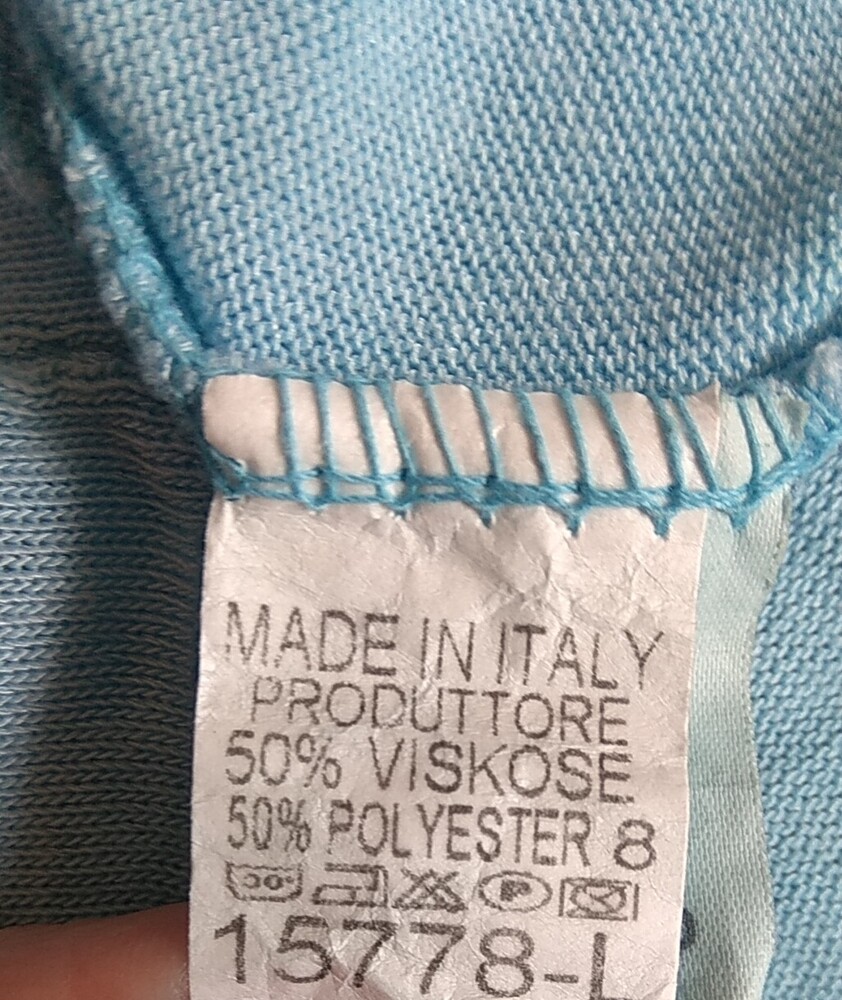 MADE IN ITALY
PRODUTTORE
50% VISKOSE
50% POLYESTER 8
15778-L